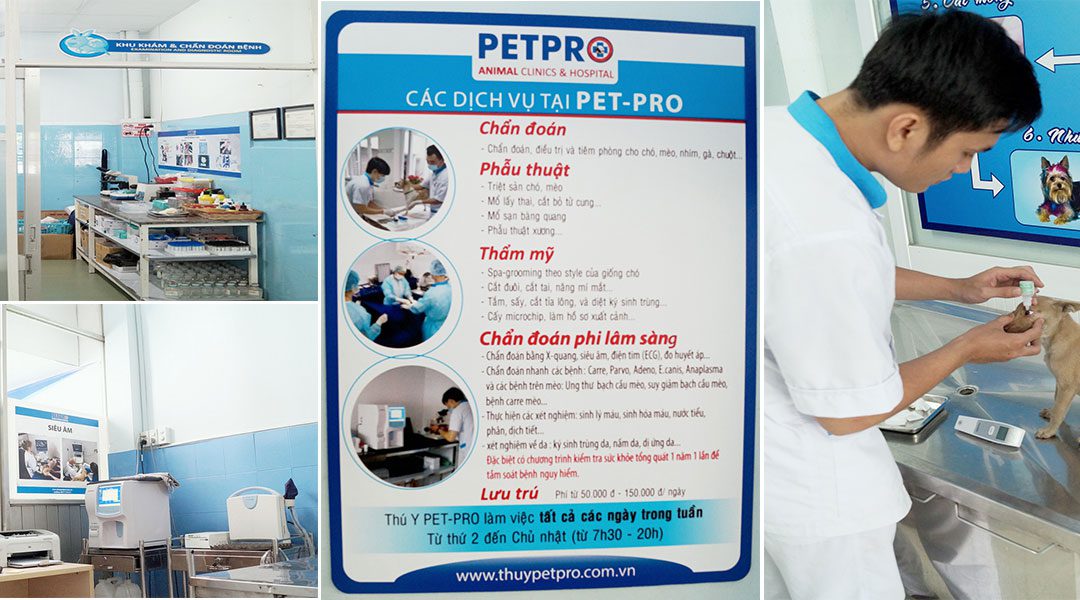 KHU KHÁM & CHẨN ĐOÁN BỆNH
EXAMINATION AND DIAGNOSTIC ROOM
SIÊU ÂM
PETPRO
ANIMAL CLINICS & HOSPITAL
CÁC DỊCH VỤ TẠI PET-PRO
Chẩn đoán
- Chẩn đoán, điều trị và tiêm phòng cho chó, mèo, nhím, gà, chuột...
Phẫu thuật
- Triệt sản chó, mèo
- Mổ lấy thai, cắt bỏ tử cung...
- Mổ sạn bàng quang
- Phẫu thuật xương...
Thẩm mỹ
- Spa-grooming theo style của giống chó
- Cắt đuôi, cắt tai, nâng mí mắt...
- Tắm, sấy, cắt tỉa lông, và diệt ký sinh trùng...
- Cấy microchip, làm hồ sơ xuất cảnh...
Chẩn đoán phi lâm sàng
- Chẩn đoán bằng X-quang, siêu âm, điện tim (ECG), đo huyết áp...
- Chẩn đoán nhanh các bệnh: Carre, Parvo, Adeno, E.canis, Anaplasma
và các bệnh trên mèo: Ung thư bạch cầu mèo, suy giảm bạch cầu mèo,
bệnh carre mèo...
- Thực hiện các xét nghiệm: sinh lý máu, sinh hóa máu, nước tiểu,
phân, dịch tiết...
- xét nghiệm về da: ký sinh trùng da, nấm da, dị ứng da...
Đặc biệt có chương trình kiểm tra sức khỏe tổng quát 1 năm 1 lần để
tầm soát bệnh nguy hiểm.
Lưu trú Phí từ 50.000 đ - 150.000 đ/ ngày
Thú Y PET-PRO làm việc tất cả các ngày trong tuần
Từ thứ 2 đến Chủ nhật (từ 7h30 - 20h)
www.thuypetpro.com.vn
5. Cắt móng
6. Nhu